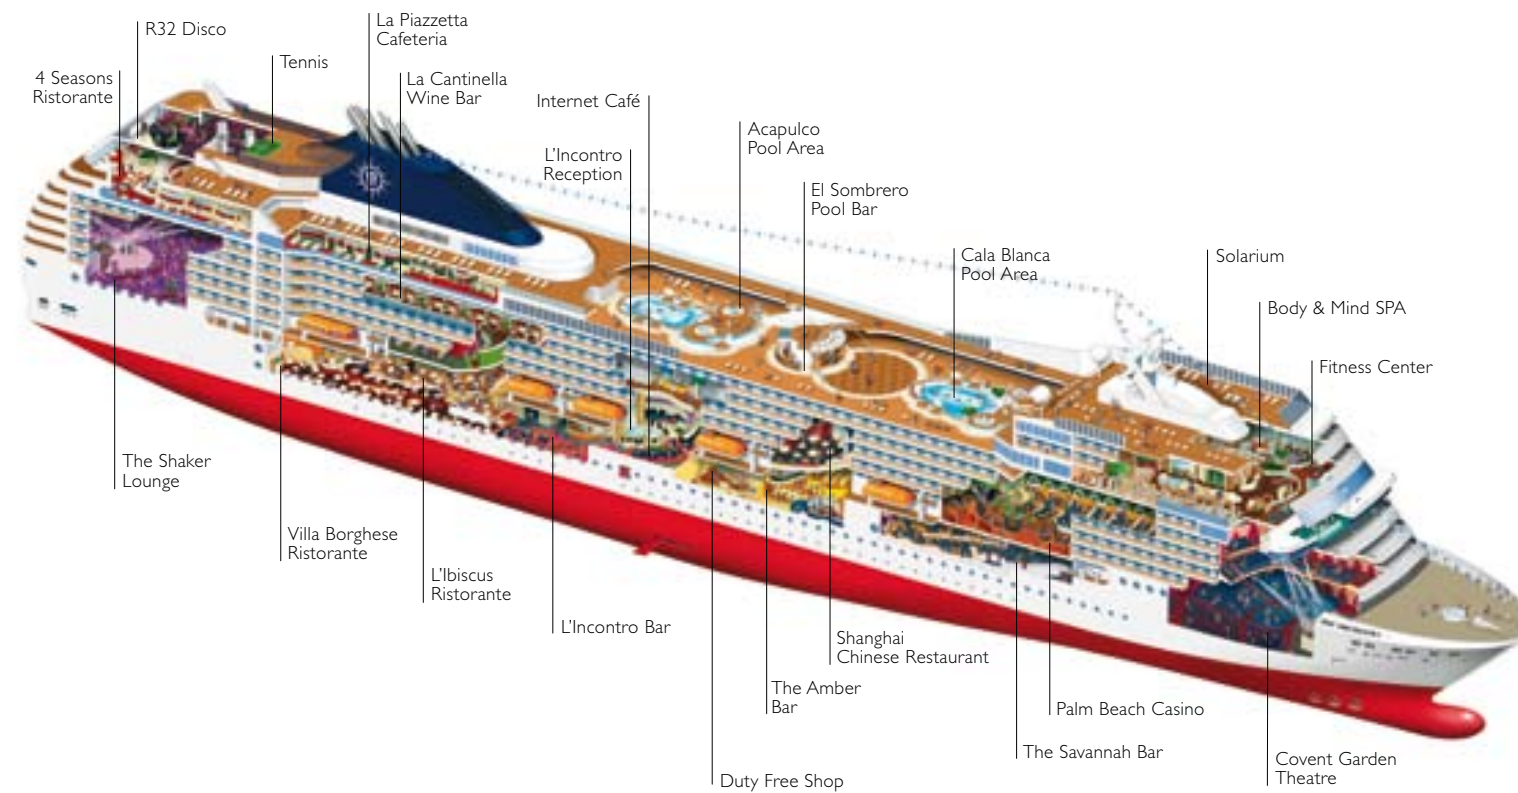 R32 Disco
La Piazzetta
Cafeteria
Tennis
4 Seasons
Ristorante
La Cantinella
Wine Bar
Internet Café
Acapulco
Pool Area
L'Incontro
Reception
El Sombrero
Pool Bar
Cala Blanca
Pool Area
Solarium
Body & Mind SPA
Fitness Center
The Shaker
Lounge
Villa Borghese
Ristorante
L'Ibiscus
Ristorante
L'Incontro Bar
Shanghai
Chinese Restaurant
The Amber
Bar
Palm Beach Casino
The Savannah Bar
Covent Garden
Theatre
Duty Free Shop